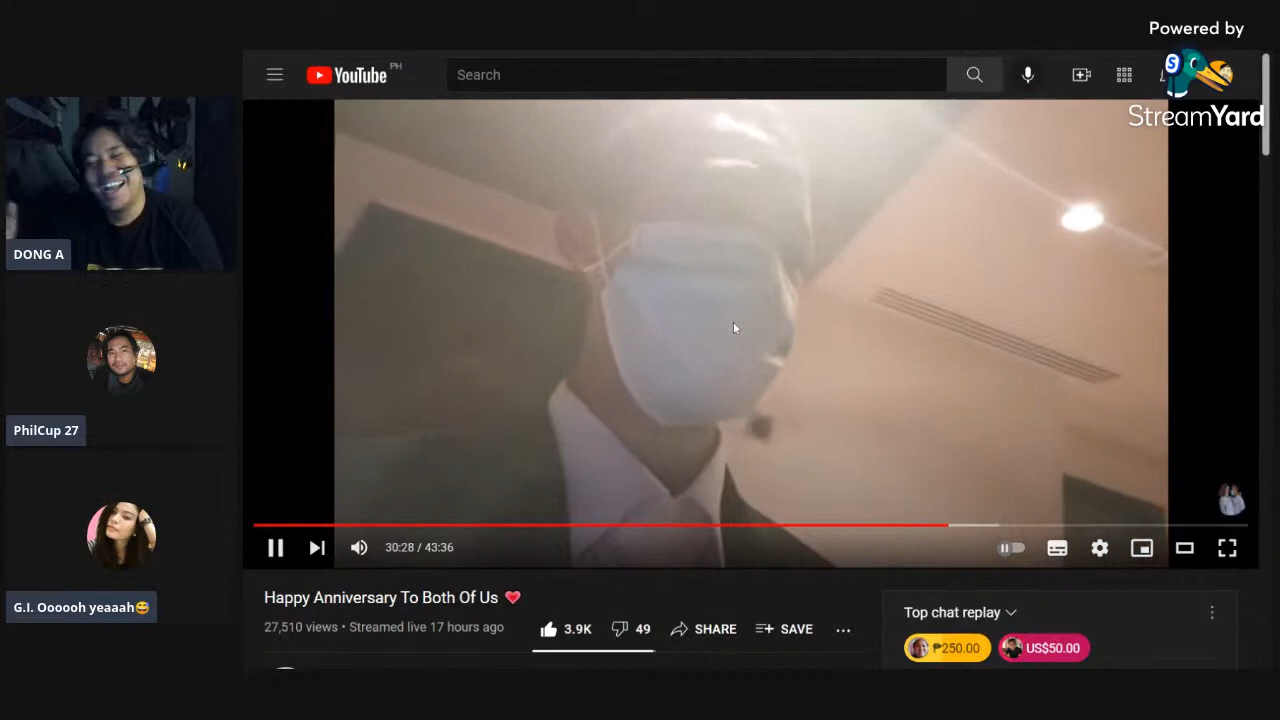 Powered by
StreamYard
YouTube PH
Search
S
DONG A
PhilCup 27
G.I. Oooooh yeaaah😅
30:28 / 43:36
Happy Anniversary To Both Of Us ❤
27,510 views • Streamed live 17 hours ago
3.9K
49
SHARE
SAVE
Top chat replay
₱250.00
US$50.00